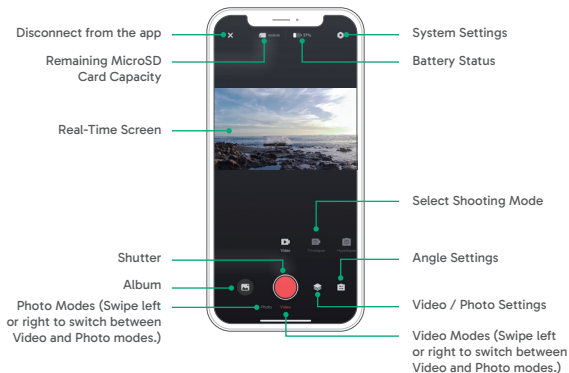 Disconnect from the app
Remaining MicroSD
Card Capacity
Real-Time Screen
Shutter
Album
Photo Modes (Swipe left
or right to switch between
Video and Photo modes.)
System Settings
Battery Status
Select Shooting Mode
Angle Settings
Video / Photo Settings
Video Modes (Swipe left
or right to switch between
Video and Photo modes.)
Video
Photo
Video